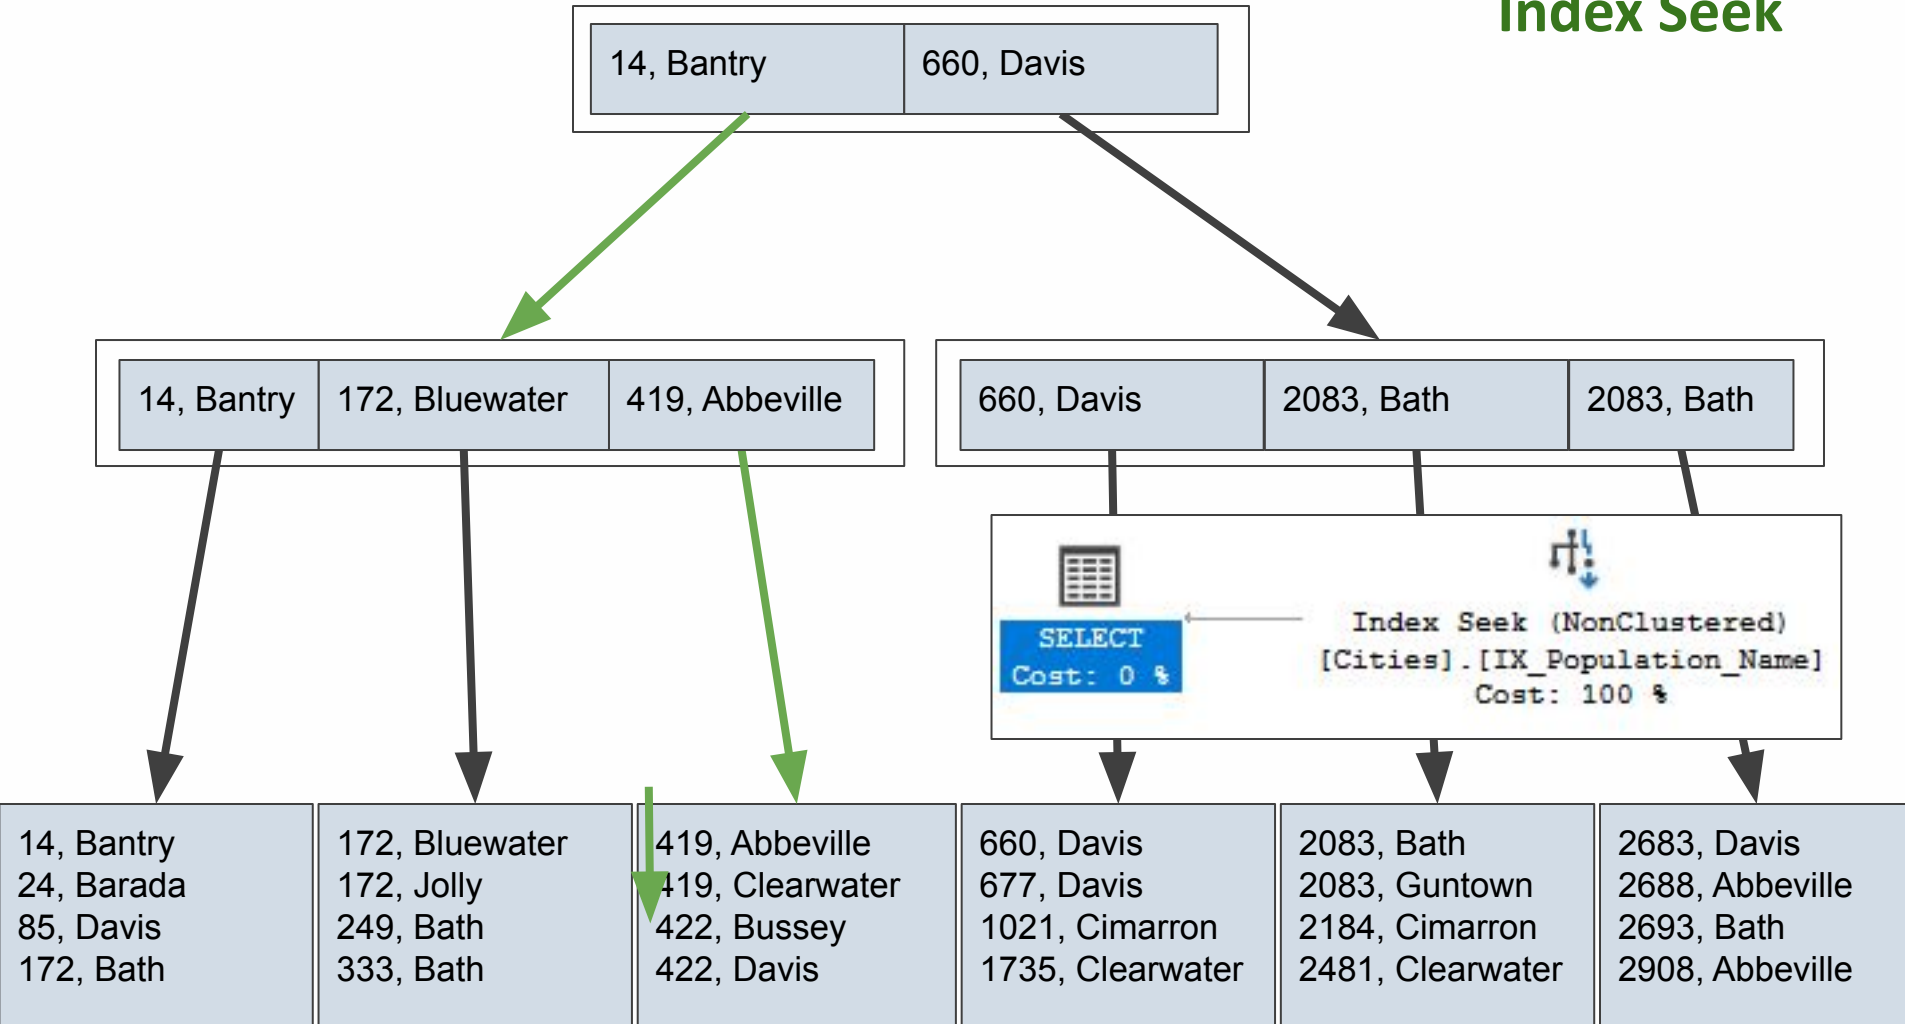 Index Seek
14, Bantry
660, Davis
14, Bantry
172, Bluewater
419, Abbeville
660, Davis
2083, Bath
2083, Bath
SELECT
Cost: 0 %
Index Seek (NonClustered)
[Cities].[IX_Population_Name]
Cost: 100 %
14, Bantry
24, Barada
85, Davis
172, Bath
172, Bluewater
172, Jolly
249, Bath
333, Bath
419, Abbeville
419, Clearwater
422, Bussey
422, Davis
660, Davis
677, Davis
1021, Cimarron
1735, Clearwater
2083, Bath
2083, Guntown
2184, Cimarron
2481, Clearwater
2683, Davis
2688, Abbeville
2693, Bath
2908, Abbeville